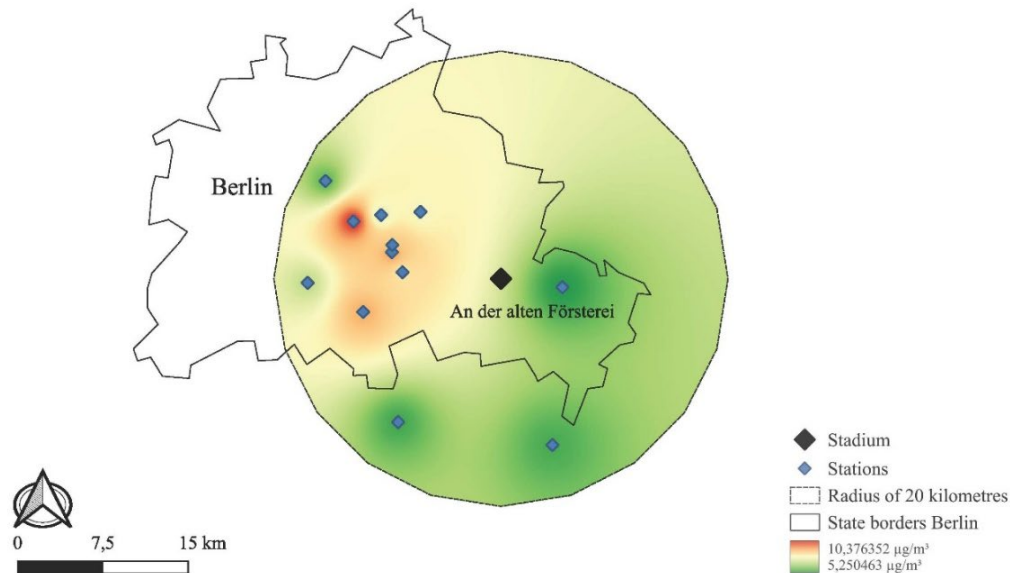 Berlin
An der alten Försterei
Stadium
Stations
Radius of 20 kilometres
State borders Berlin
10,376352 µg/m³
5,250463 µg/m³
0 7,5 15 km